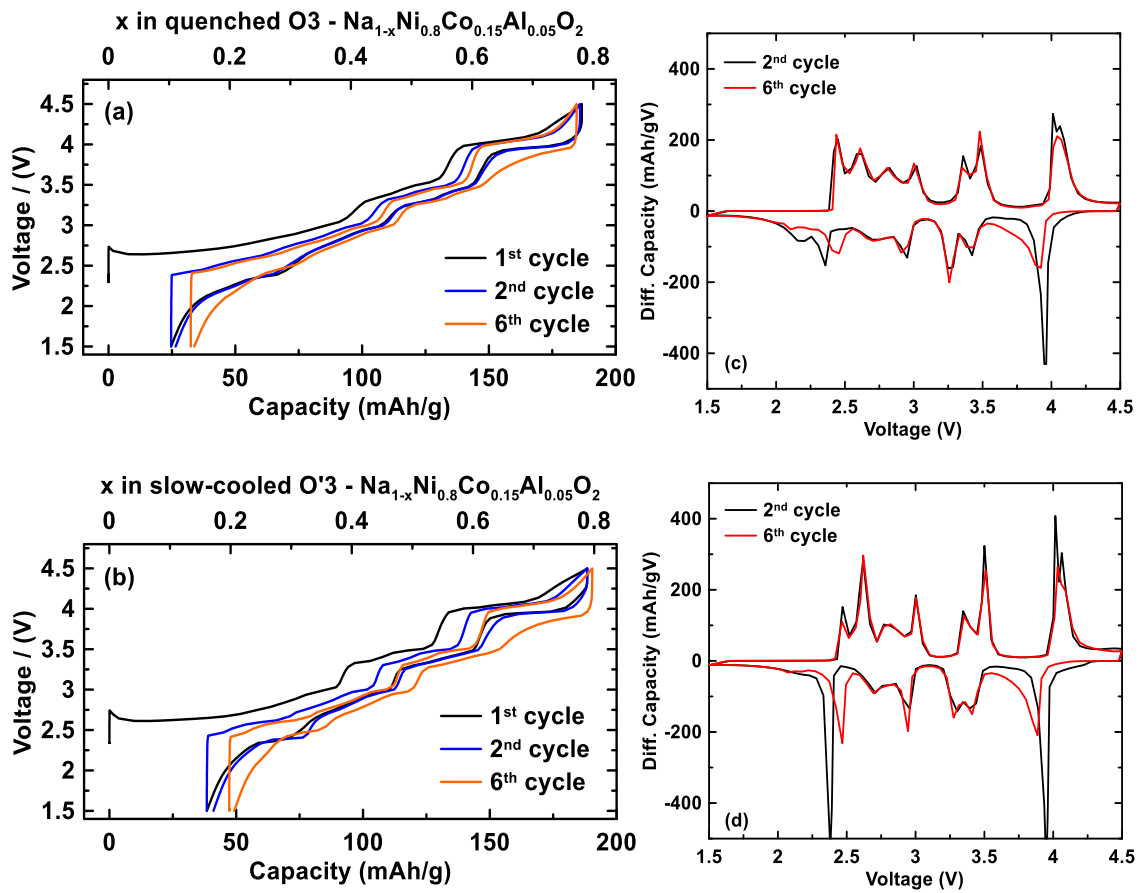 x in quenched O3 - Na₁₋ₓNi₀.₈Co₀.₁₅Al₀.₀₅O₂
0 0.2 0.4 0.6 0.8
4.5
4
3.5
3
2.5
2
1.5
Voltage / (V)
(a)
1st cycle
2nd cycle
6th cycle
50 100 150 200
Capacity (mAh/g)
2nd cycle
6th cycle
400
200
0
-200
-400
Diff. Capacity (mAh/gV)
(c)
1.5 2 2.5 3 3.5 4 4.5
Voltage (V)
x in slow-cooled O'3 - Na₁₋ₓNi₀.₈Co₀.₁₅Al₀.₀₅O₂
0 0.2 0.4 0.6 0.8
4.5
4
3.5
3
2.5
2
1.5
Voltage / (V)
(b)
1st cycle
2nd cycle
6th cycle
0 50 100 150 200
Capacity (mAh/g)
2nd cycle
6th cycle
400
200
0
-200
-400
Diff. Capacity (mAh/gV)
(d)
1.5 2 2.5 3 3.5 4 4.5
Voltage (V)